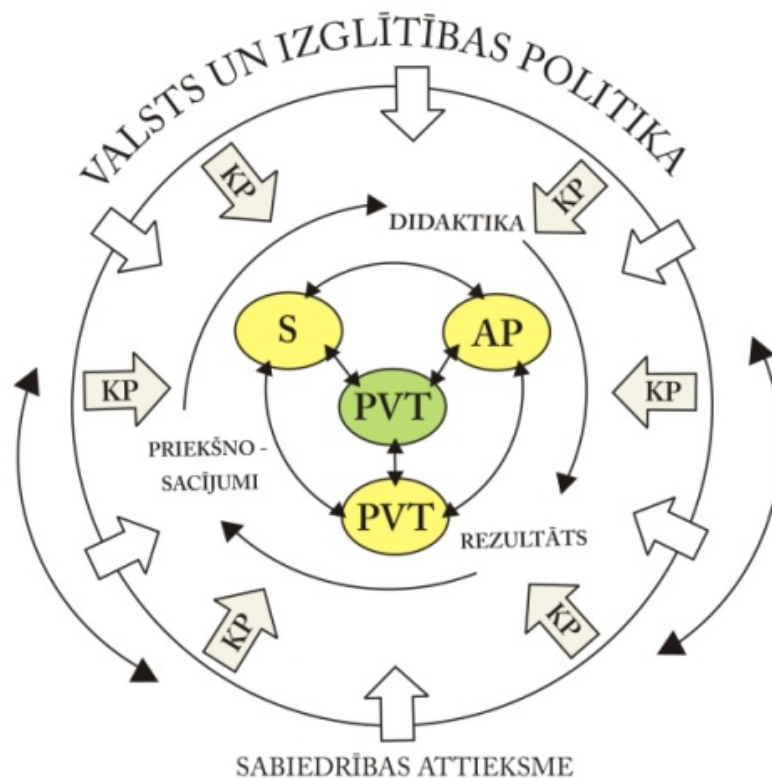 VALSTS UN IZGLĪTĪBAS POLITIKA
KP
KP
DIDAKTIKA
S
AP
KP
PVT
KP
PRIEKŠNO -
SACĪJUMI
PVT
REZULTĀTS
KP
KP
SABIEDRĪBAS ATTIEKSME